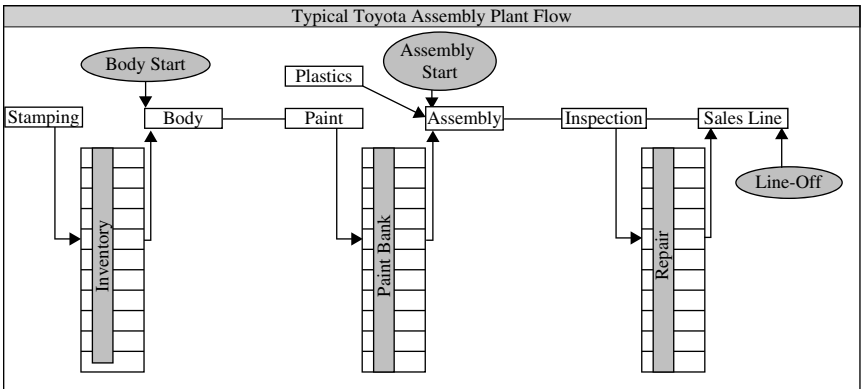 Typical Toyota Assembly Plant Flow
Body Start
Assembly
Start
Plastics
Stamping
Body
Paint
Assembly
Inspection
Sales Line
Line-Off
Inventory
Paint Bank
Repair